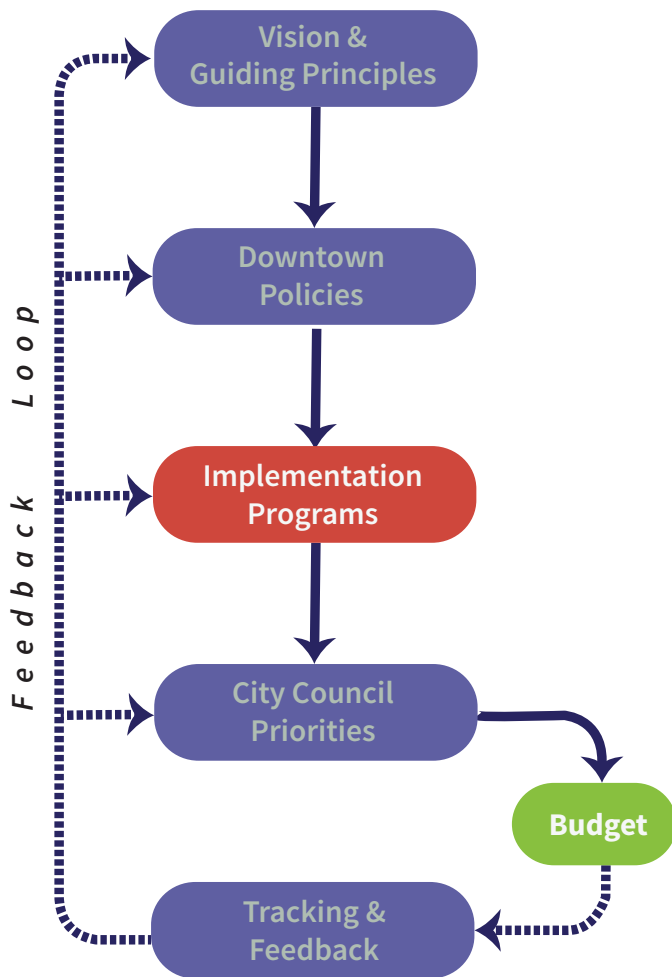 Vision &
Guiding Principles
Downtown
Policies
Implementation
Programs
City Council
Priorities
Budget
Tracking &
Feedback
Feedback Loop